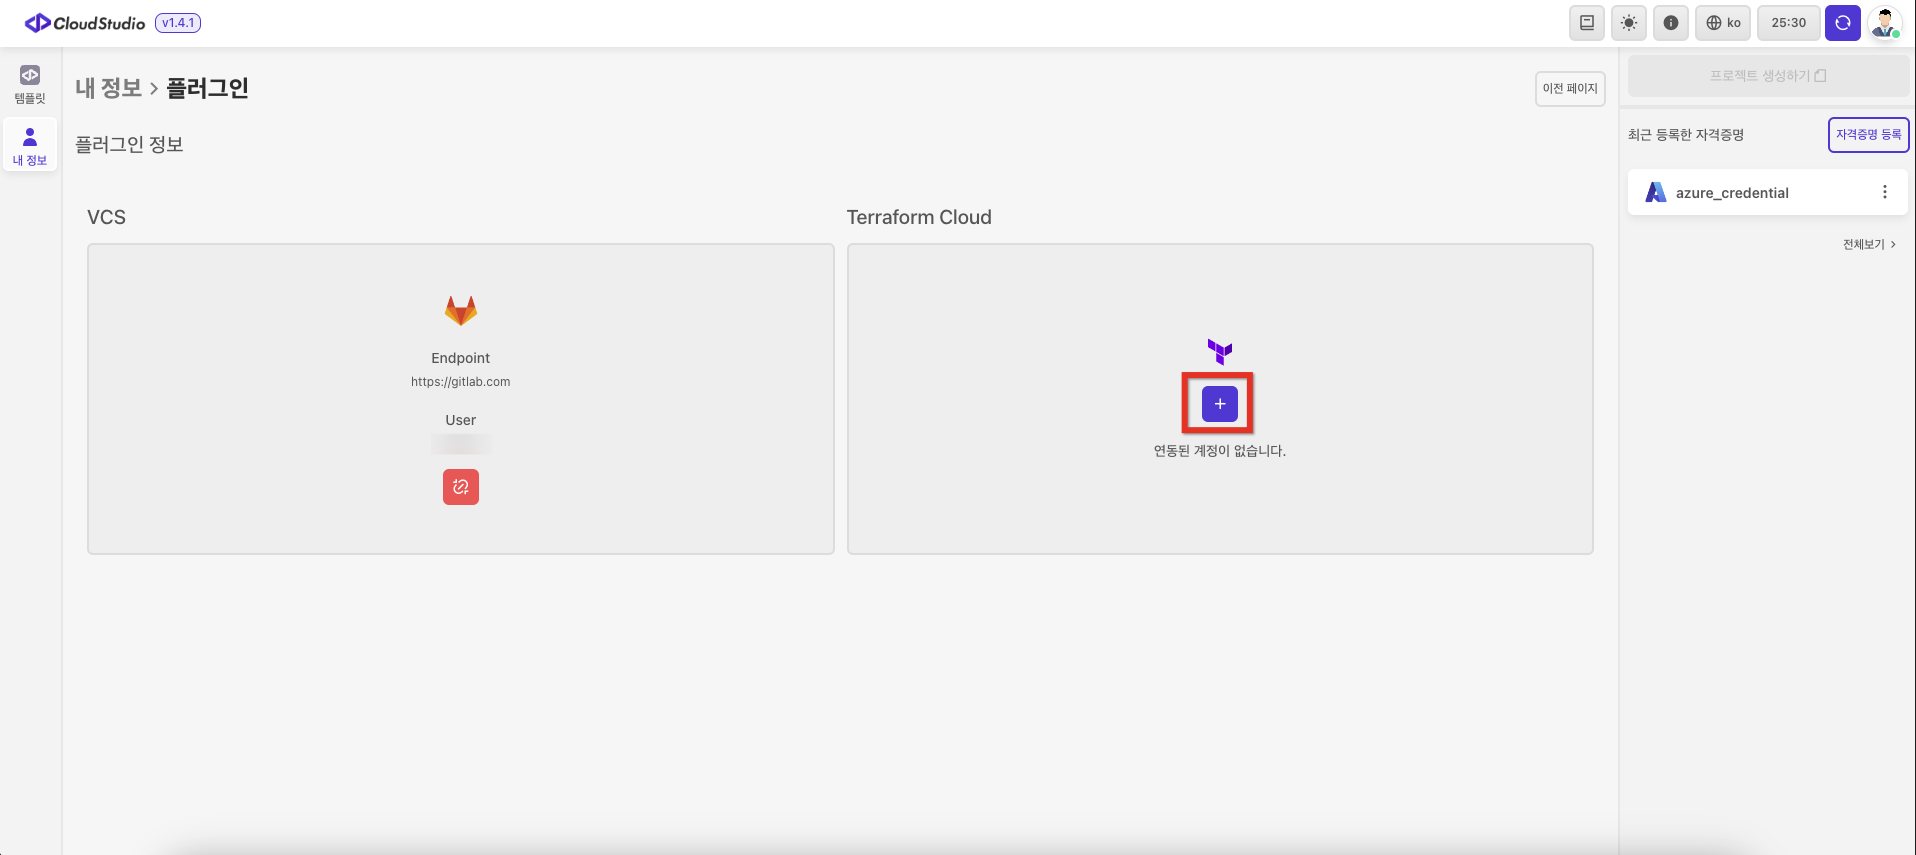 CloudStudio v1.4.1
ko
25:30
템플릿
내 정보
내 정보 > 플러그인
이전 페이지
플러그인 정보
VCS
Endpoint
https://gitlab.com
User
Terraform Cloud
연동된 계정이 없습니다.
프로젝트 생성하기
최근 등록한 자격증명
자격증명 등록
azure_credential
전체보기 >